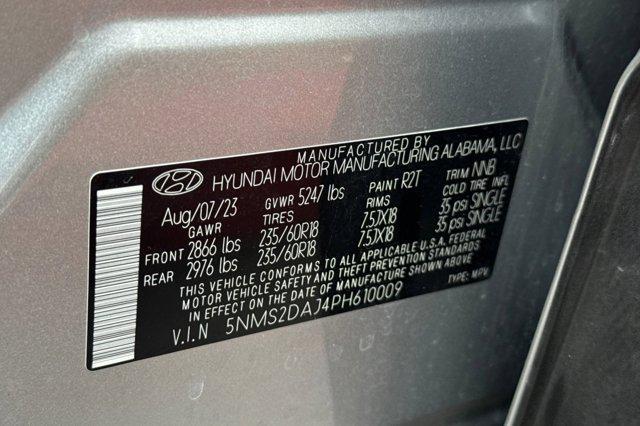 MANUFACTURED BY
HYUNDAI MOTOR MANUFACTURING ALABAMA, LLC
Aug/07/23 GVWR 5247 lbs PAINT R2T TRIM NNB
GAWR TIRES RIMS COLD TIRE INFL
FRONT 2866 lbs 235/60R18 7.5JX18 35 psi SINGLE
REAR 2976 lbs 235/60R18 7.5JX18 35 psi SINGLE
THIS VEHICLE CONFORMS TO ALL APPLICABLE U.S.A. FEDERAL
MOTOR VEHICLE SAFETY AND THEFT PREVENTION STANDARDS
IN EFFECT ON THE DATE OF MANUFACTURE SHOWN ABOVE
V.I.N 5NMS2DAJ4PH610009 TYPE: MPV